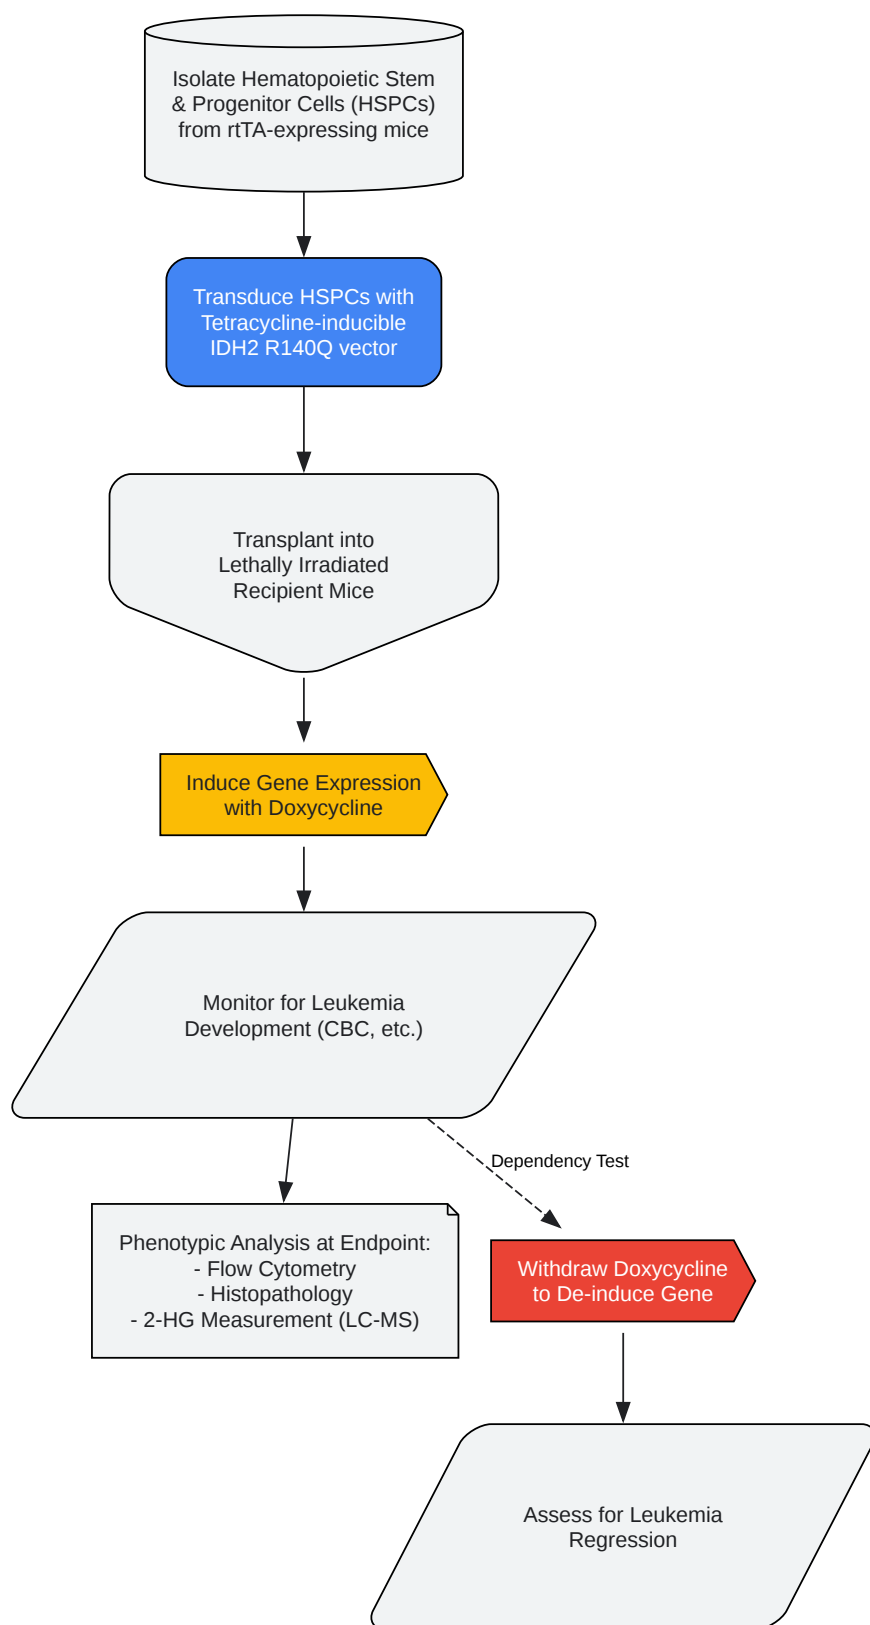 Isolate Hematopoietic Stem
& Progenitor Cells (HSPCs)
from rtTA-expressing mice
Transduce HSPCs with
Tetracycline-inducible
IDH2 R140Q vector
Transplant into
Lethally Irradiated
Recipient Mice
Induce Gene Expression
with Doxycycline
Monitor for Leukemia
Development (CBC, etc.)
Dependency Test
Phenotypic Analysis at Endpoint:
- Flow Cytometry
- Histopathology
- 2-HG Measurement (LC-MS)
Withdraw Doxycycline
to De-induce Gene
Assess for Leukemia
Regression